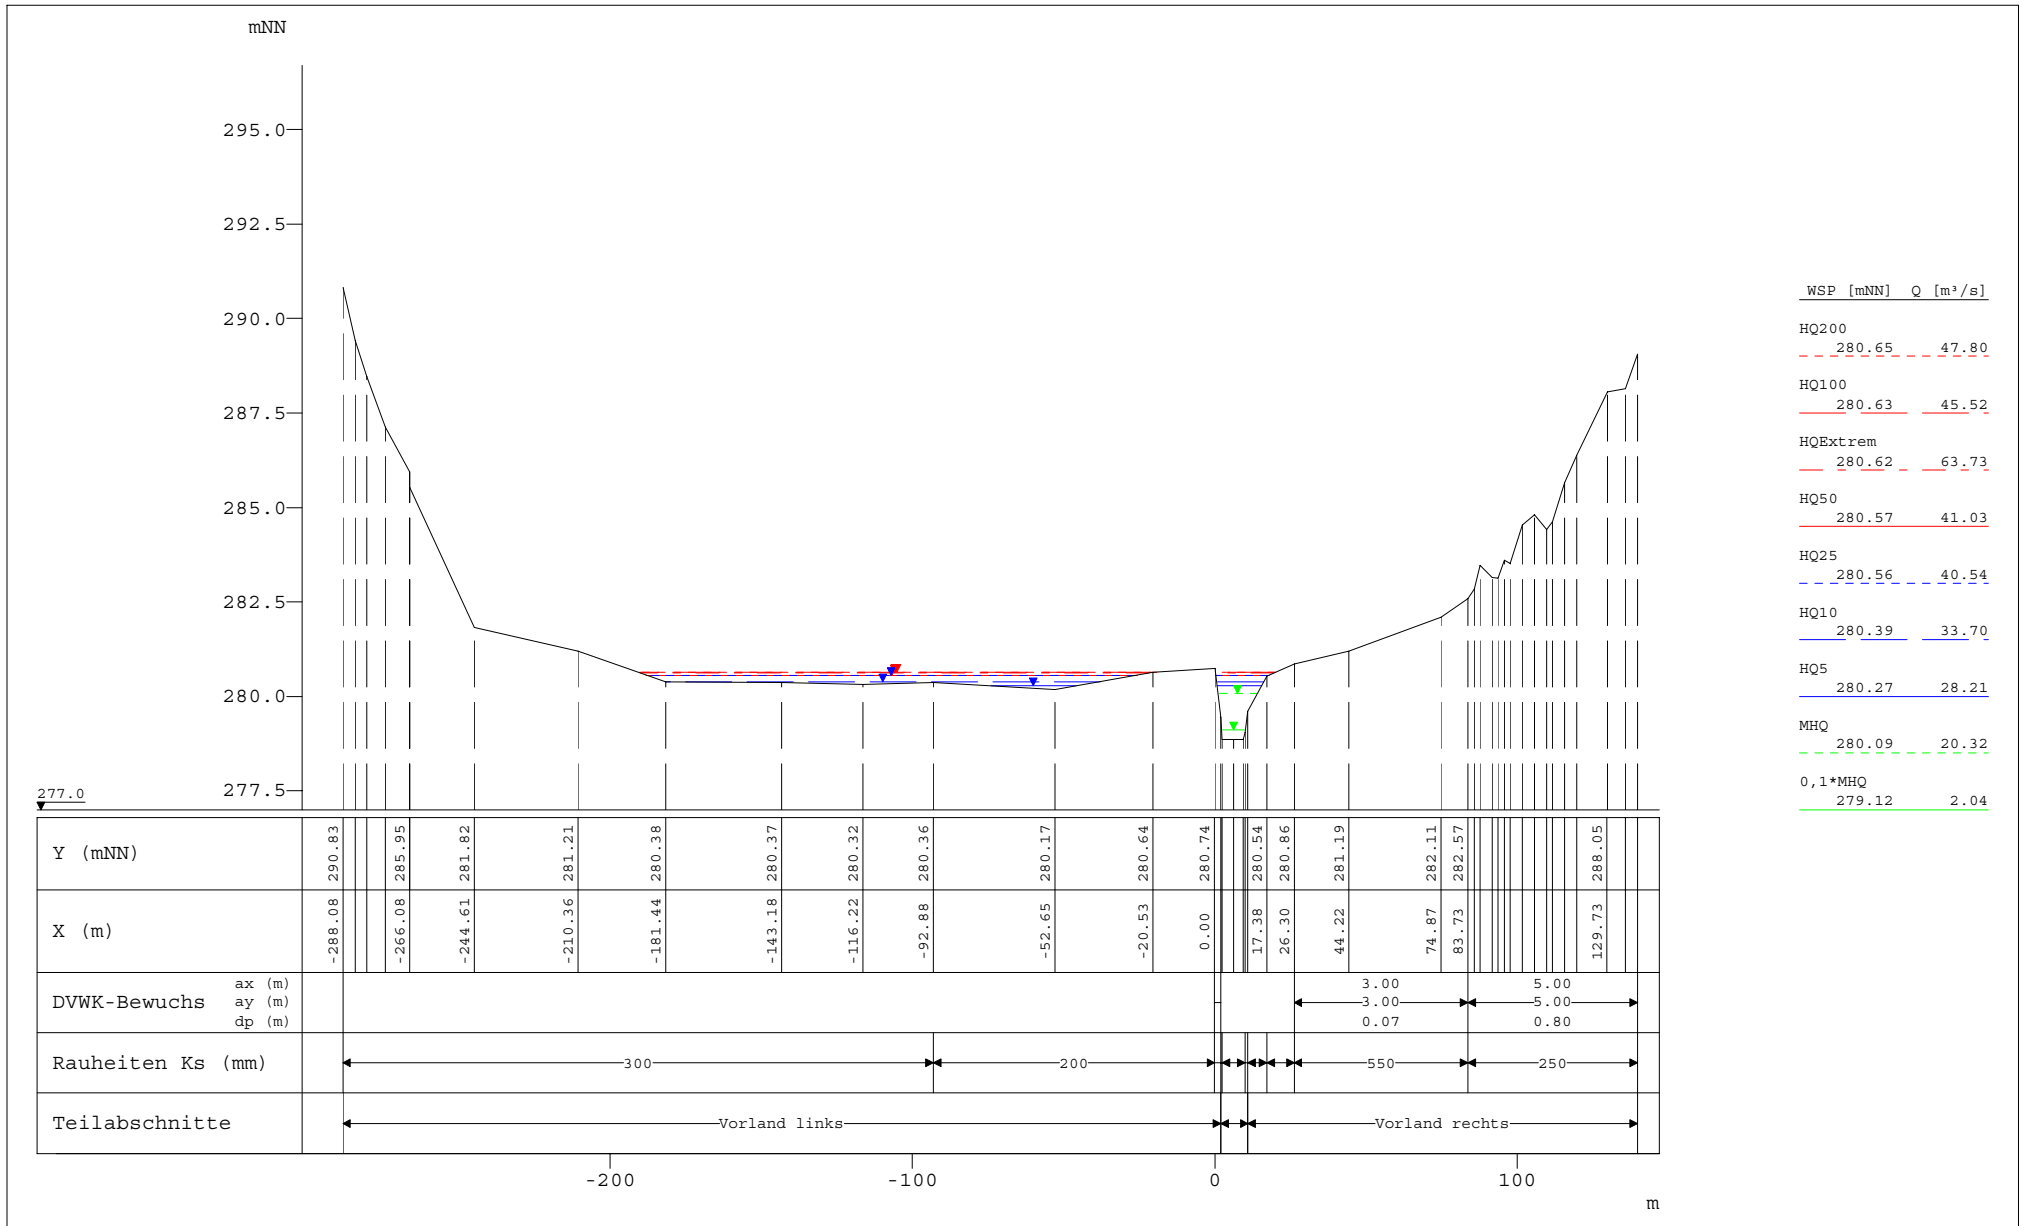 mNN
295.0
292.5
290.0
287.5
285.0
282.5
280.0
277.5
277.0
WSP [mNN] Q [m³/s]
HQ200
280.65 47.80
HQ100
280.63 45.52
HQExtrem
280.62 63.73
HQ50
280.57 41.03
HQ25
280.56 40.54
HQ10
280.39 33.70
HQ5
280.27 28.21
MHQ
280.09 20.32
0,1*MHQ
279.12 2.04
Y (mNN) 290.83 285.95 281.82 281.21 280.38 280.37 280.32 280.36 280.17 280.64 280.74 280.54 280.86 281.19 282.11 282.57 288.05
X (m) -288.08 -266.08 -244.61 -210.36 -181.44 -143.18 -116.22 -92.88 -52.65 -20.53 0.00 17.38 26.30 44.22 74.87 83.73 129.73
ax (m) 3.00 5.00
DVWK-Bewuchs ay (m) 3.00 5.00
dp (m) 0.07 0.80
Rauheiten Ks (mm) 300 200 550 250
Teilabschnitte Vorland links Vorland rechts
-200 -100 0 100
m